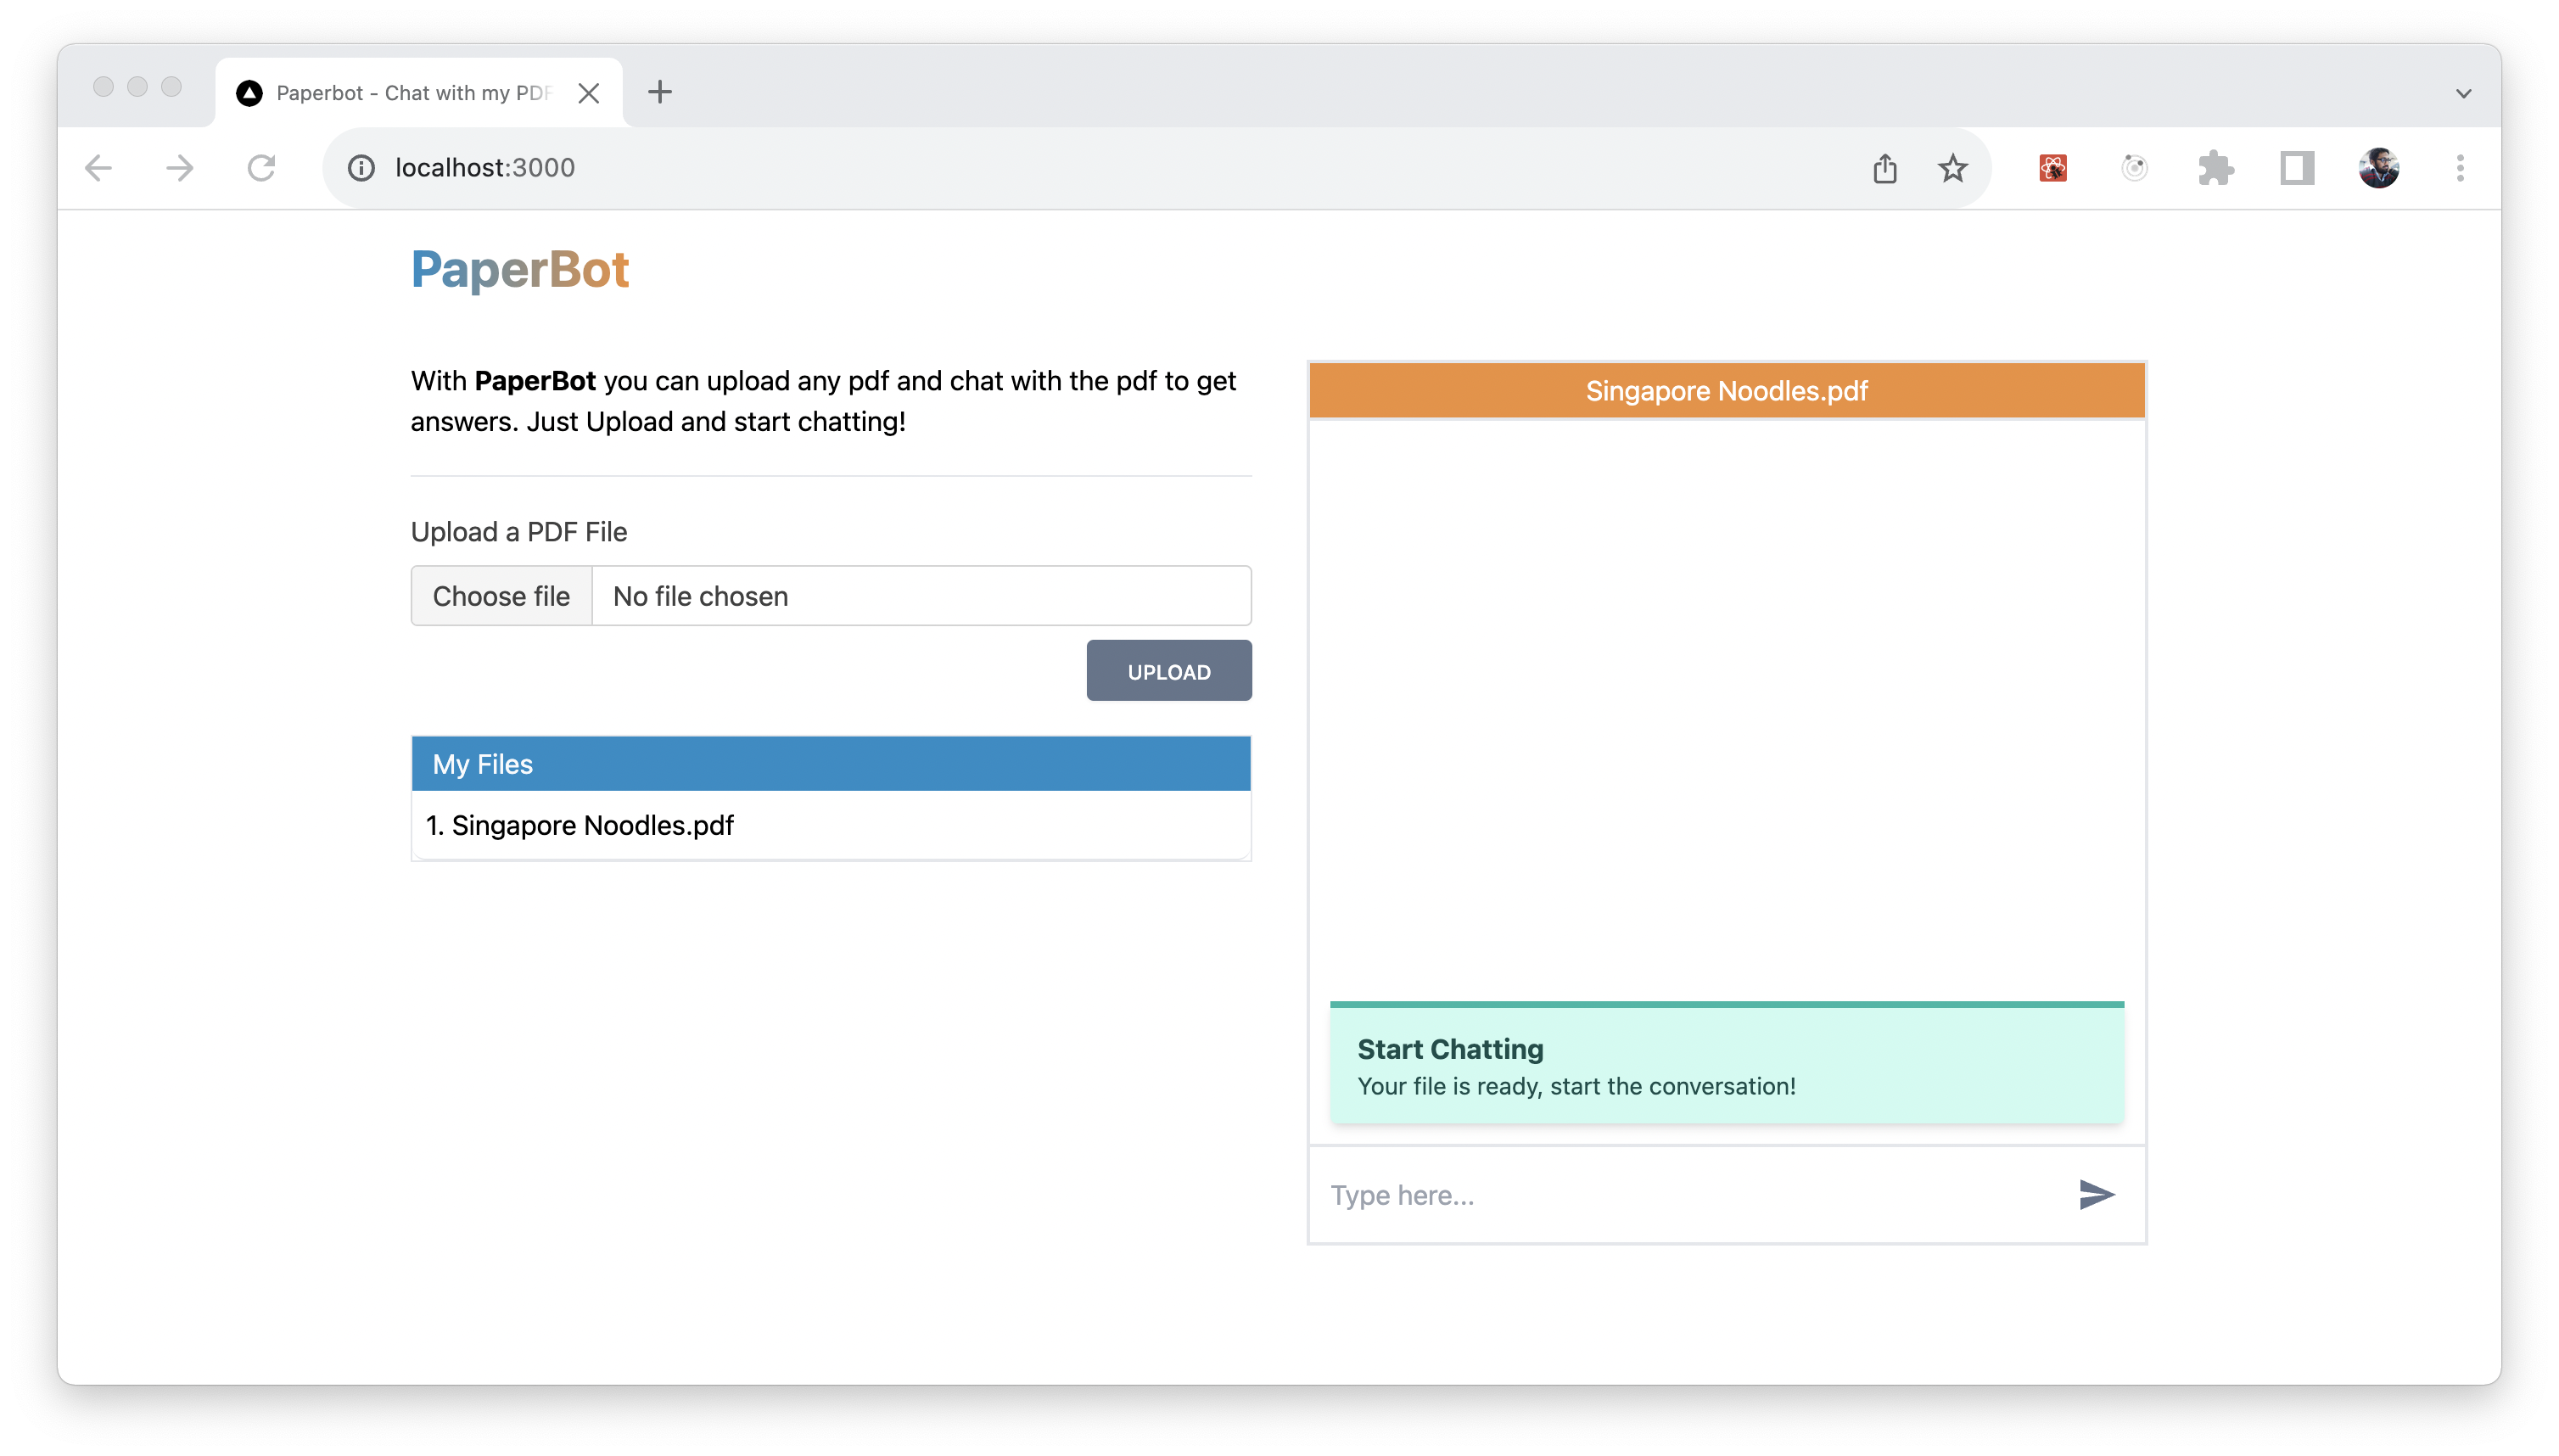 Paperbot - Chat with my PDF
localhost:3000
PaperBot
With PaperBot you can upload any pdf and chat with the pdf to get
answers. Just Upload and start chatting!
Upload a PDF File
Choose file No file chosen
UPLOAD
My Files
1. Singapore Noodles.pdf
Singapore Noodles.pdf
Start Chatting
Your file is ready, start the conversation!
Type here...